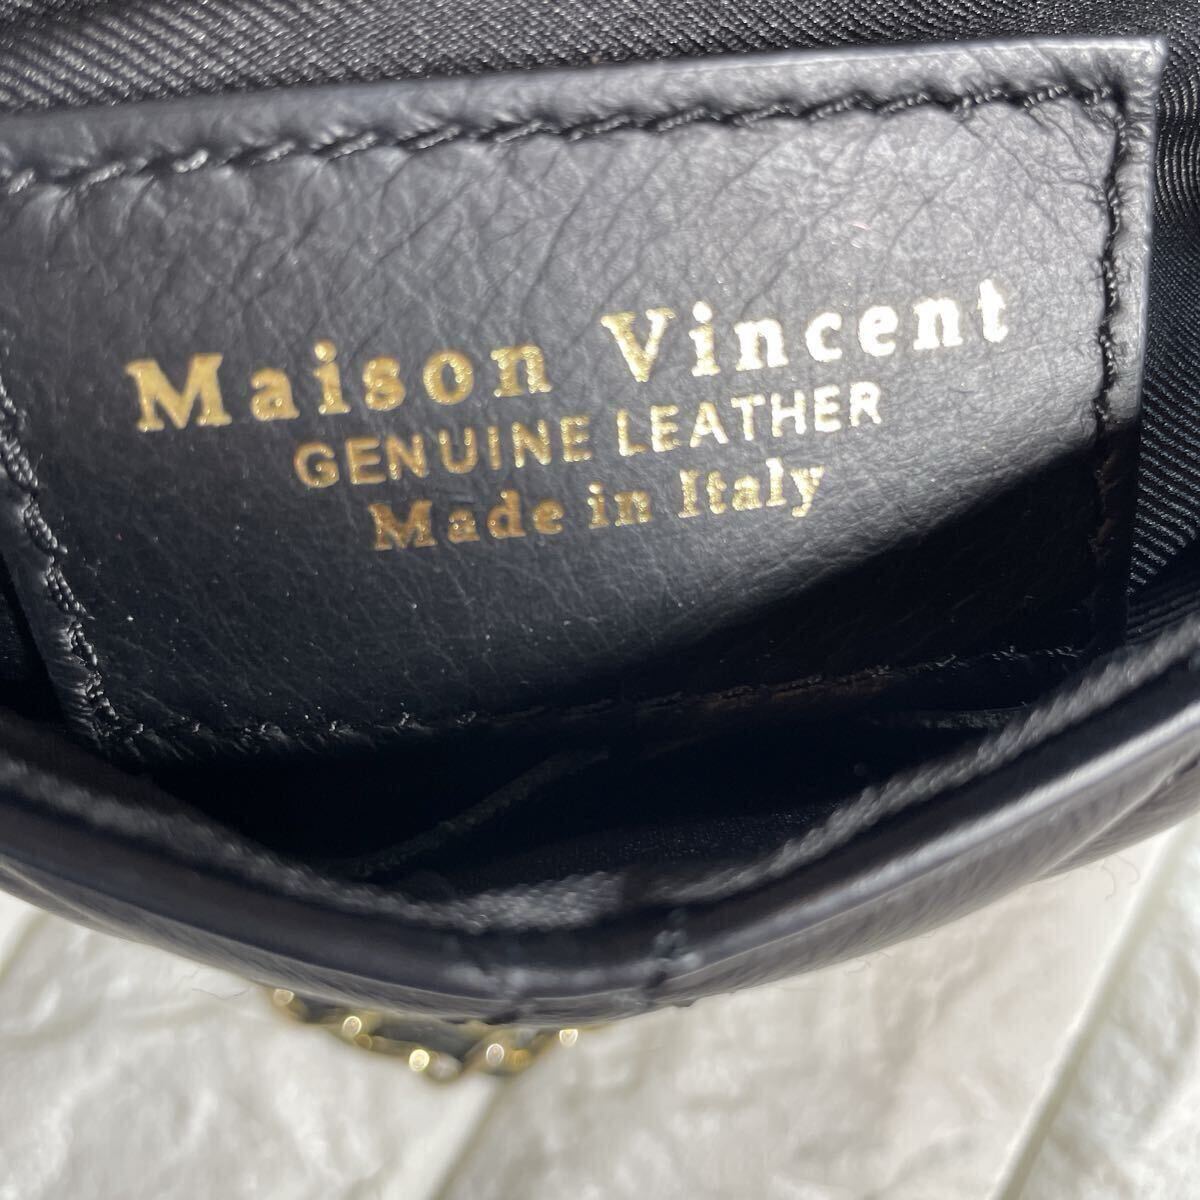 Maison Vincent
GENUINE LEATHER
Made in Italy